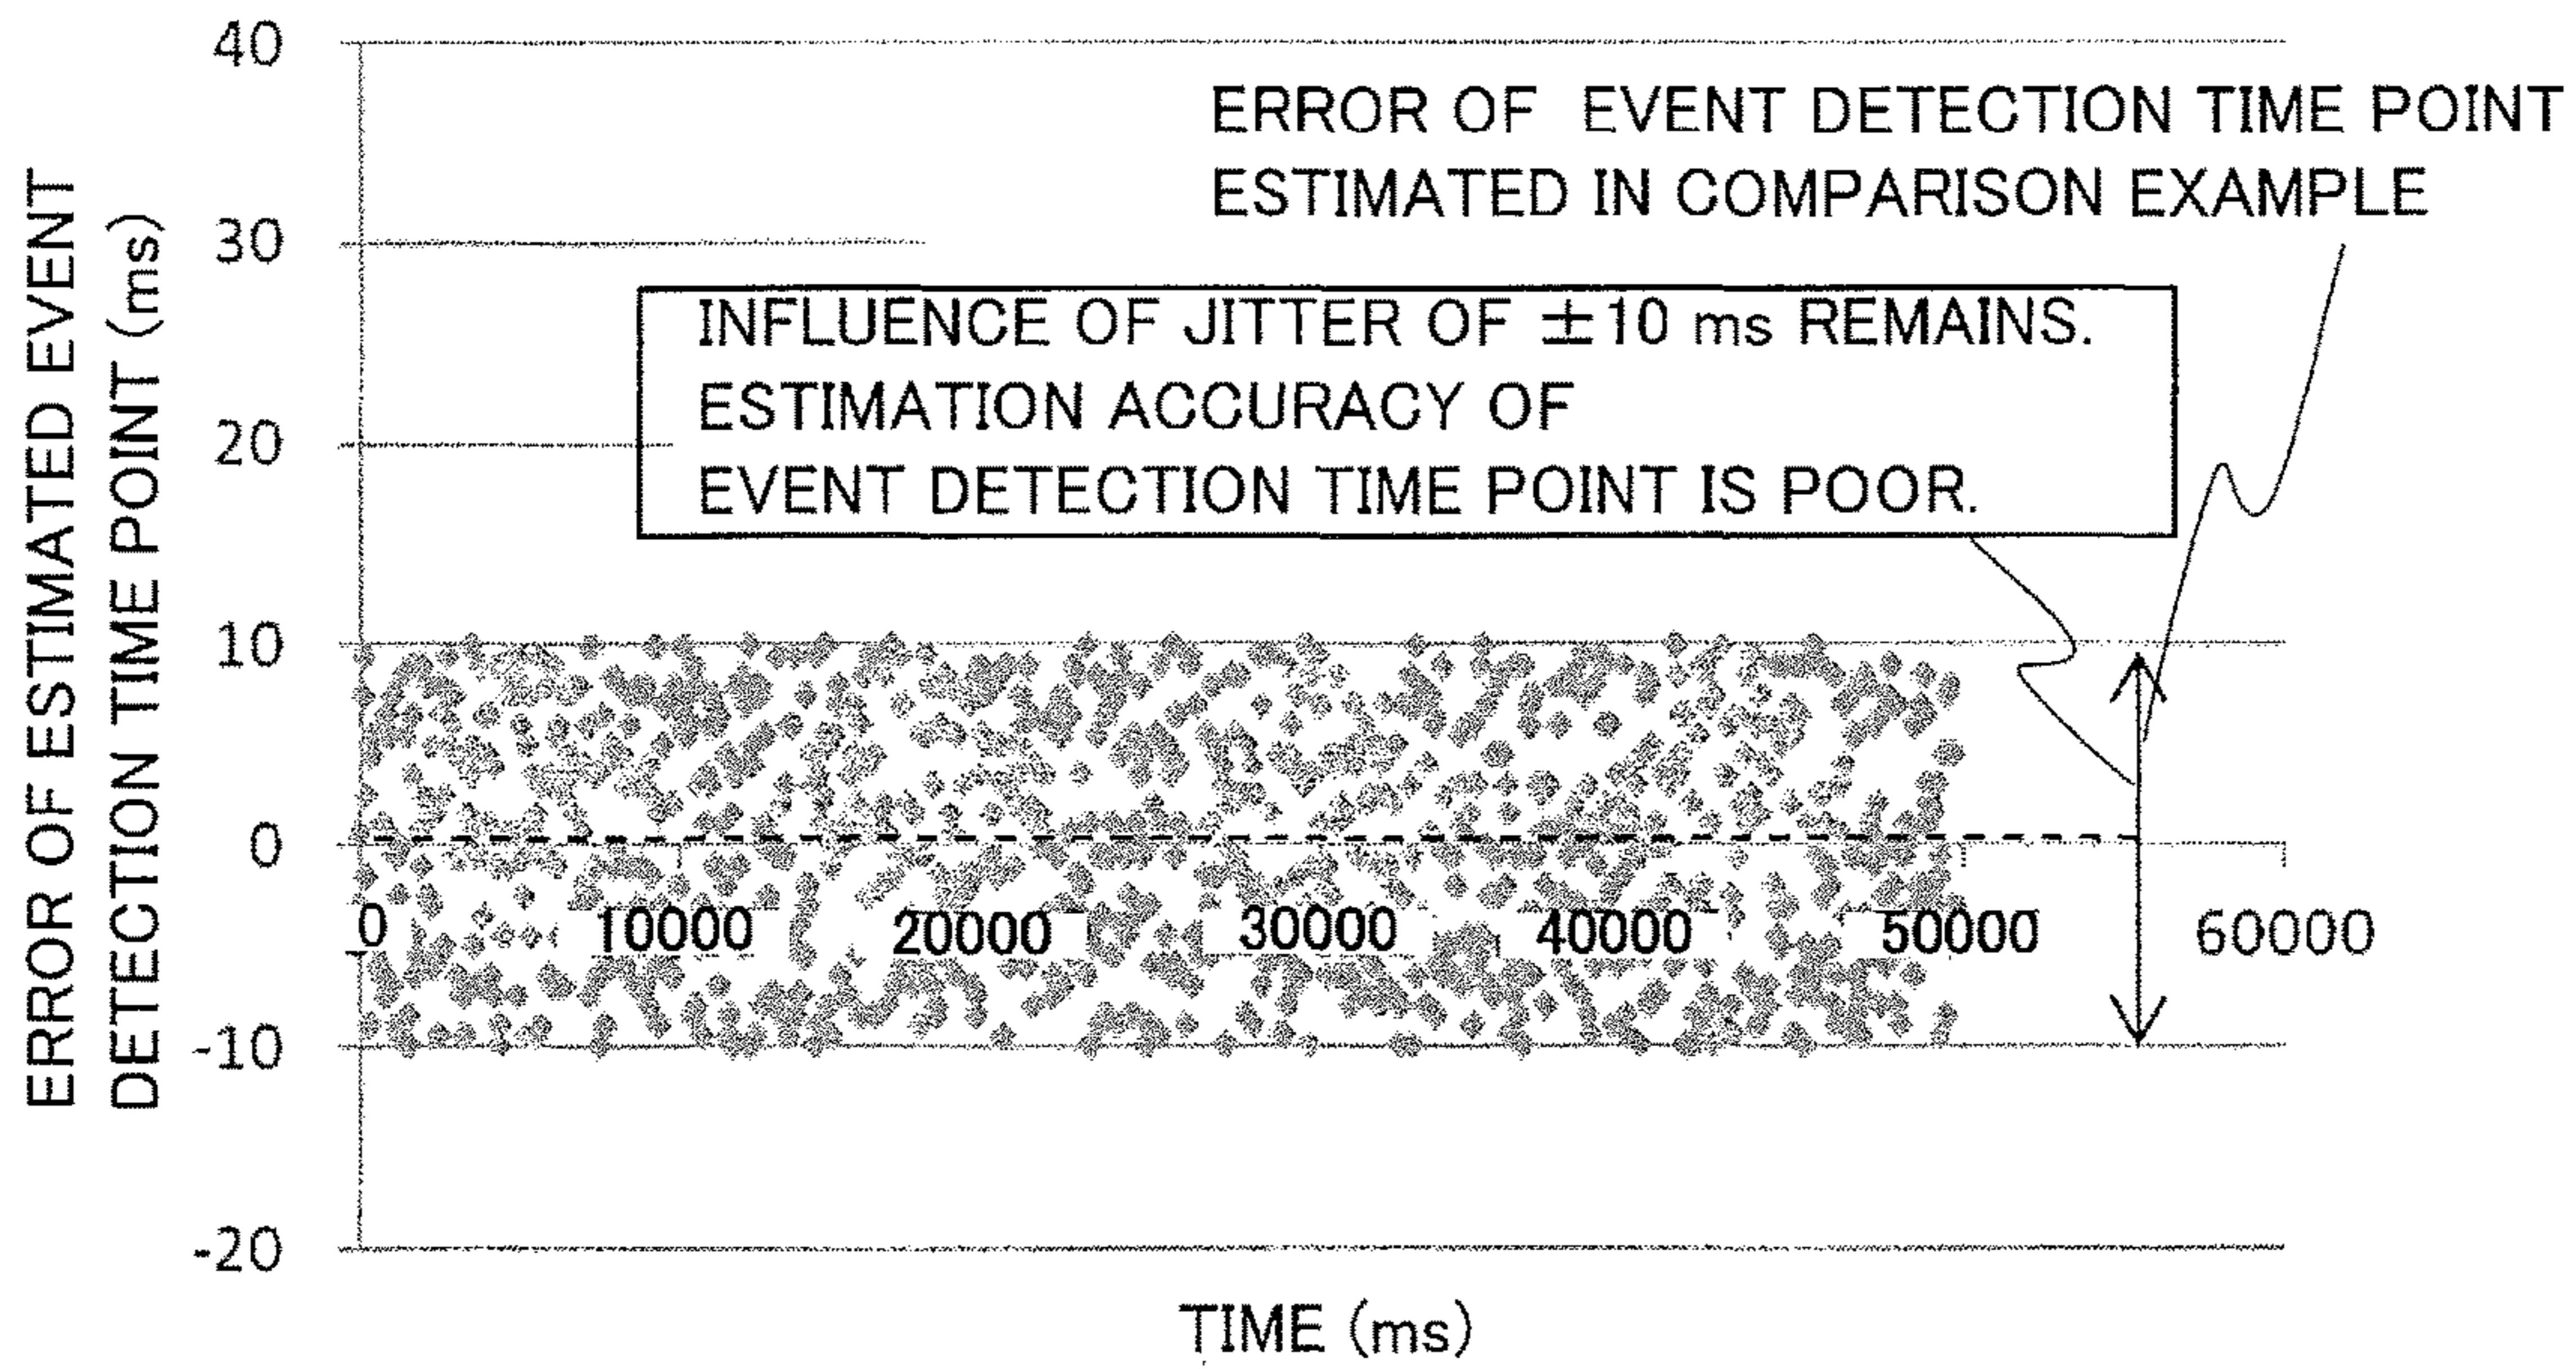 ERROR OF ESTIMATED EVENT
DETECTION TIME POINT (ms)
40
30
20
10
0
-10
-20
ERROR OF EVENT DETECTION TIME POINT
ESTIMATED IN COMPARISON EXAMPLE
INFLUENCE OF JITTER OF ±10 ms REMAINS.
ESTIMATION ACCURACY OF
EVENT DETECTION TIME POINT IS POOR.
0 10000 20000 30000 40000 50000 60000
TIME (ms)